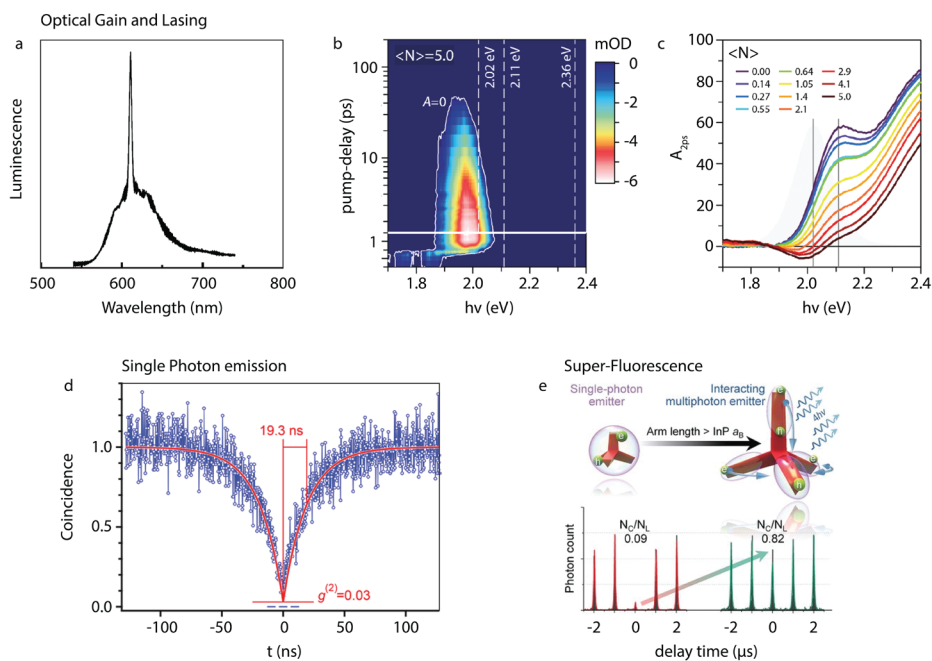 Optical Gain and Lasing
a
Luminescence
500
600
700
800
Wavelength (nm)
b
<N>=5.0
2.02 eV
2.11 eV
2.36 eV
A=0
pump-delay (ps)
100
10
1
1.8
2.0
2.2
2.4
hν (eV)
mOD
0
-2
-4
-6
c
<N>
0.00
0.14
0.27
0.55
0.64
1.05
1.4
2.1
2.9
4.1
5.0
A2ps
100
80
60
40
20
0
-10
1.8
2.0
2.2
2.4
hν (eV)
Single Photon emission
d
19.3 ns
Coincidence
1.0
0.5
0.0
g(2)=0.03
-100
-50
0
50
100
t (ns)
Super-Fluorescence
e
Single-photon
emitter
Arm length > InP aB
Interacting
multiphoton emitter
4hν
e
h
e
h
e
e
h
Photon count
NC/NL
0.09
NC/NL
0.82
-2
-1
0
1
2
-2
-1
0
1
2
delay time (μs)